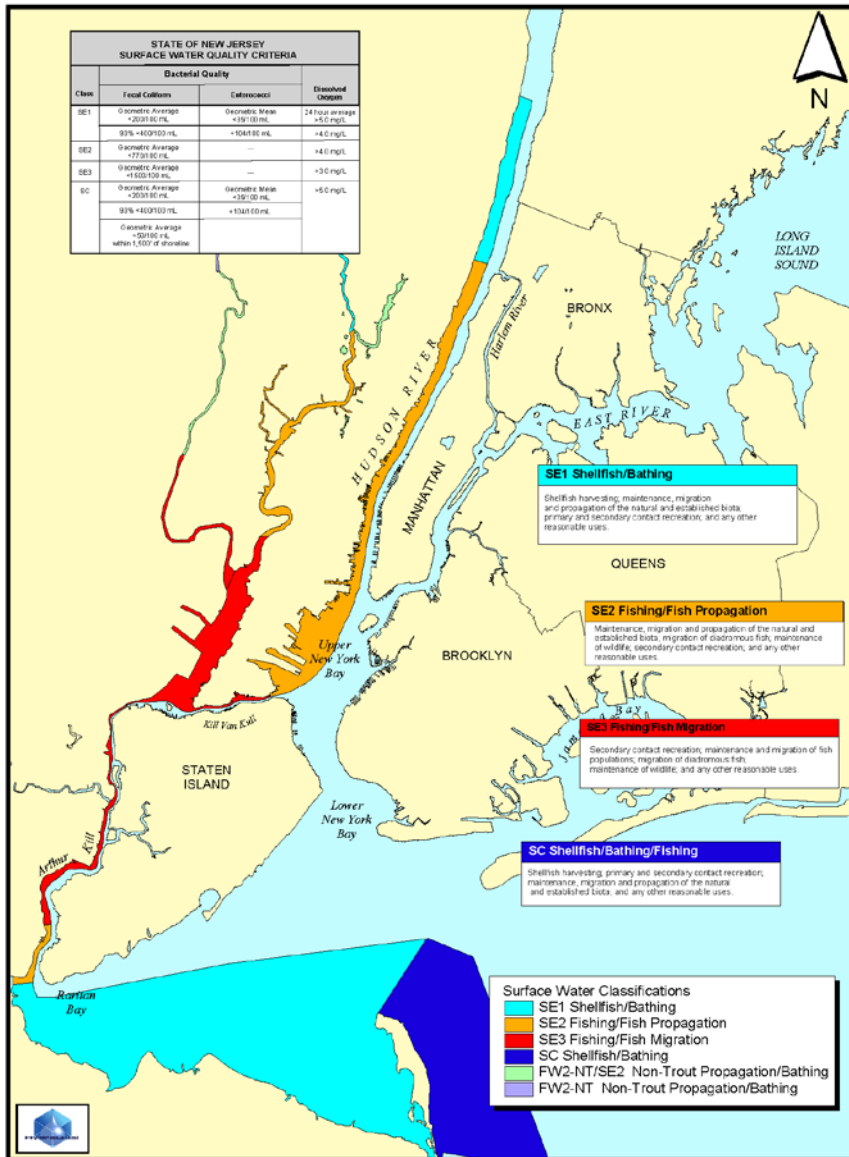 STATE OF NEW JERSEY
SURFACE WATER QUALITY CRITERIA
Bacterial Quality
Class
Fecal Coliform
Enterococci
Dissolved
Oxygen
SE1
Geometric Average
<200/100 mL
Geometric Mean
<35/100 mL
24 hour average
>5.0 mg/L
90% <400/100 mL
<104/100 mL
>4.0 mg/L
SE2
Geometric Average
<770/100 mL
---
>4.0 mg/L
SE3
Geometric Average
<1500/100 mL
---
>3.0 mg/L
SC
Geometric Average
<200/100 mL
Geometric Mean
<35/100 mL
>5.0 mg/L
90% <400/100 mL
<104/100 mL
Geometric Average
<50/100 mL
within 1,500' of shoreline
N
LONG
ISLAND
SOUND
BRONX
Harlem River
HUDSON RIVER
EAST RIVER
MANHATTAN
SE1 Shellfish/Bathing
Shellfish harvesting; maintenance, migration
and propagation of the natural and established biota,
primary and secondary contact recreation; and any other
reasonable uses.
QUEENS
SE2 Fishing/Fish Propagation
Maintenance, migration and propagation of the natural and
established biota; migration of diadromous fish; maintenance
of wildlife; secondary contact recreation; and any other
reasonable uses.
Upper
New York
Bay
BROOKLYN
Bay
SE3 Fishing/Fish Migration
Secondary contact recreation; maintenance and migration of fish
populations; migration of diadromous fish;
maintenance of wildlife; and any other reasonable uses.
Kill Van Kull
STATEN
ISLAND
Lower
New York
Bay
Arthur Kill
SC Shellfish/Bathing/Fishing
Shellfish harvesting; primary and secondary contact recreation;
maintenance, migration and propagation of the natural
and established biota; and any other reasonable uses.
Raritan
Bay
Surface Water Classifications
SE1 Shellfish/Bathing
SE2 Fishing/Fish Propagation
SE3 Fishing/Fish Migration
SC Shellfish/Bathing
FW2-NT/SE2 Non-Trout Propagation/Bathing
FW2-NT Non-Trout Propagation/Bathing